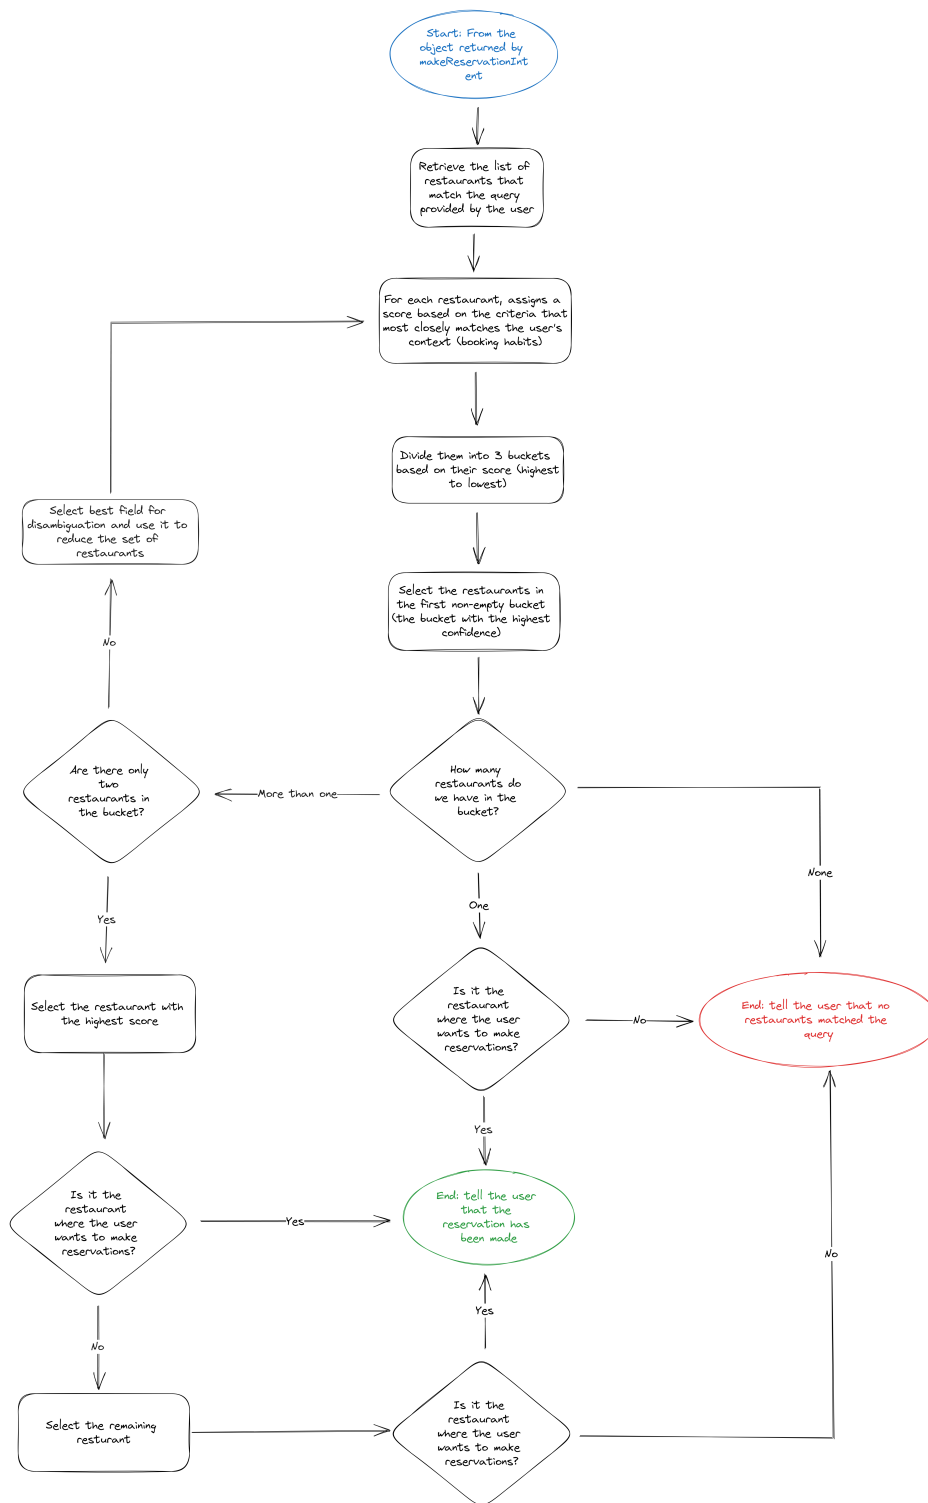 Start: From the
object returned by
makeReservationInt
ent
Retrieve the list of
restaurants that
match the query
provided by the user
For each restaurant, assigns a
score based on the criteria that
most closely matches the user's
context (booking habits)
Divide them into 3 buckets
based on their score (highest
to lowest)
Select best field for
disambiguation and use it to
reduce the set of
restaurants
Select the restaurants in
the first non-empty bucket
(the bucket with the highest
confidence)
No
Are there only
two
restaurants in
the bucket?
More than one
How many
restaurants do
we have in the
bucket?
None
Yes
One
Select the restaurant with
the highest score
Is it the
restaurant
where the user
wants to make
reservations?
No
End: tell the user that no
restaurants matched the
query
Yes
Is it the
restaurant
where the user
wants to make
reservations?
Yes
End: tell the user
that the
reservation has
been made
No
Yes
No
Select the remaining
resturant
Is it the
restaurant
where the user
wants to make
reservations?